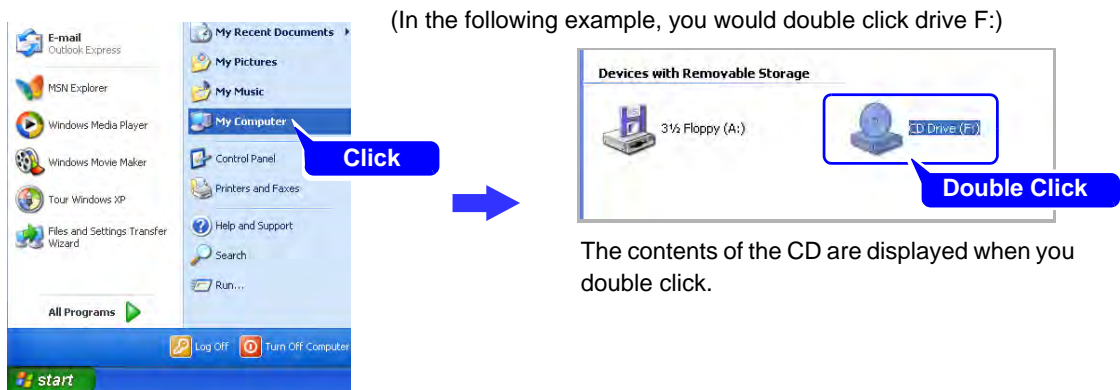 (In the following example, you would double click drive F:)
E-mail
Outlook Express
MSN Explorer
Windows Media Player
Windows Movie Maker
Tour Windows XP
Files and Settings Transfer
Wizard
All Programs
My Recent Documents
My Pictures
My Music
My Computer
Click
Control Panel
Printers and Faxes
Help and Support
Search
Run...
Log Off
Turn Off Computer
start
Devices with Removable Storage
3½ Floppy (A:)
CD Drive (F:)
Double Click
The contents of the CD are displayed when you
double click.